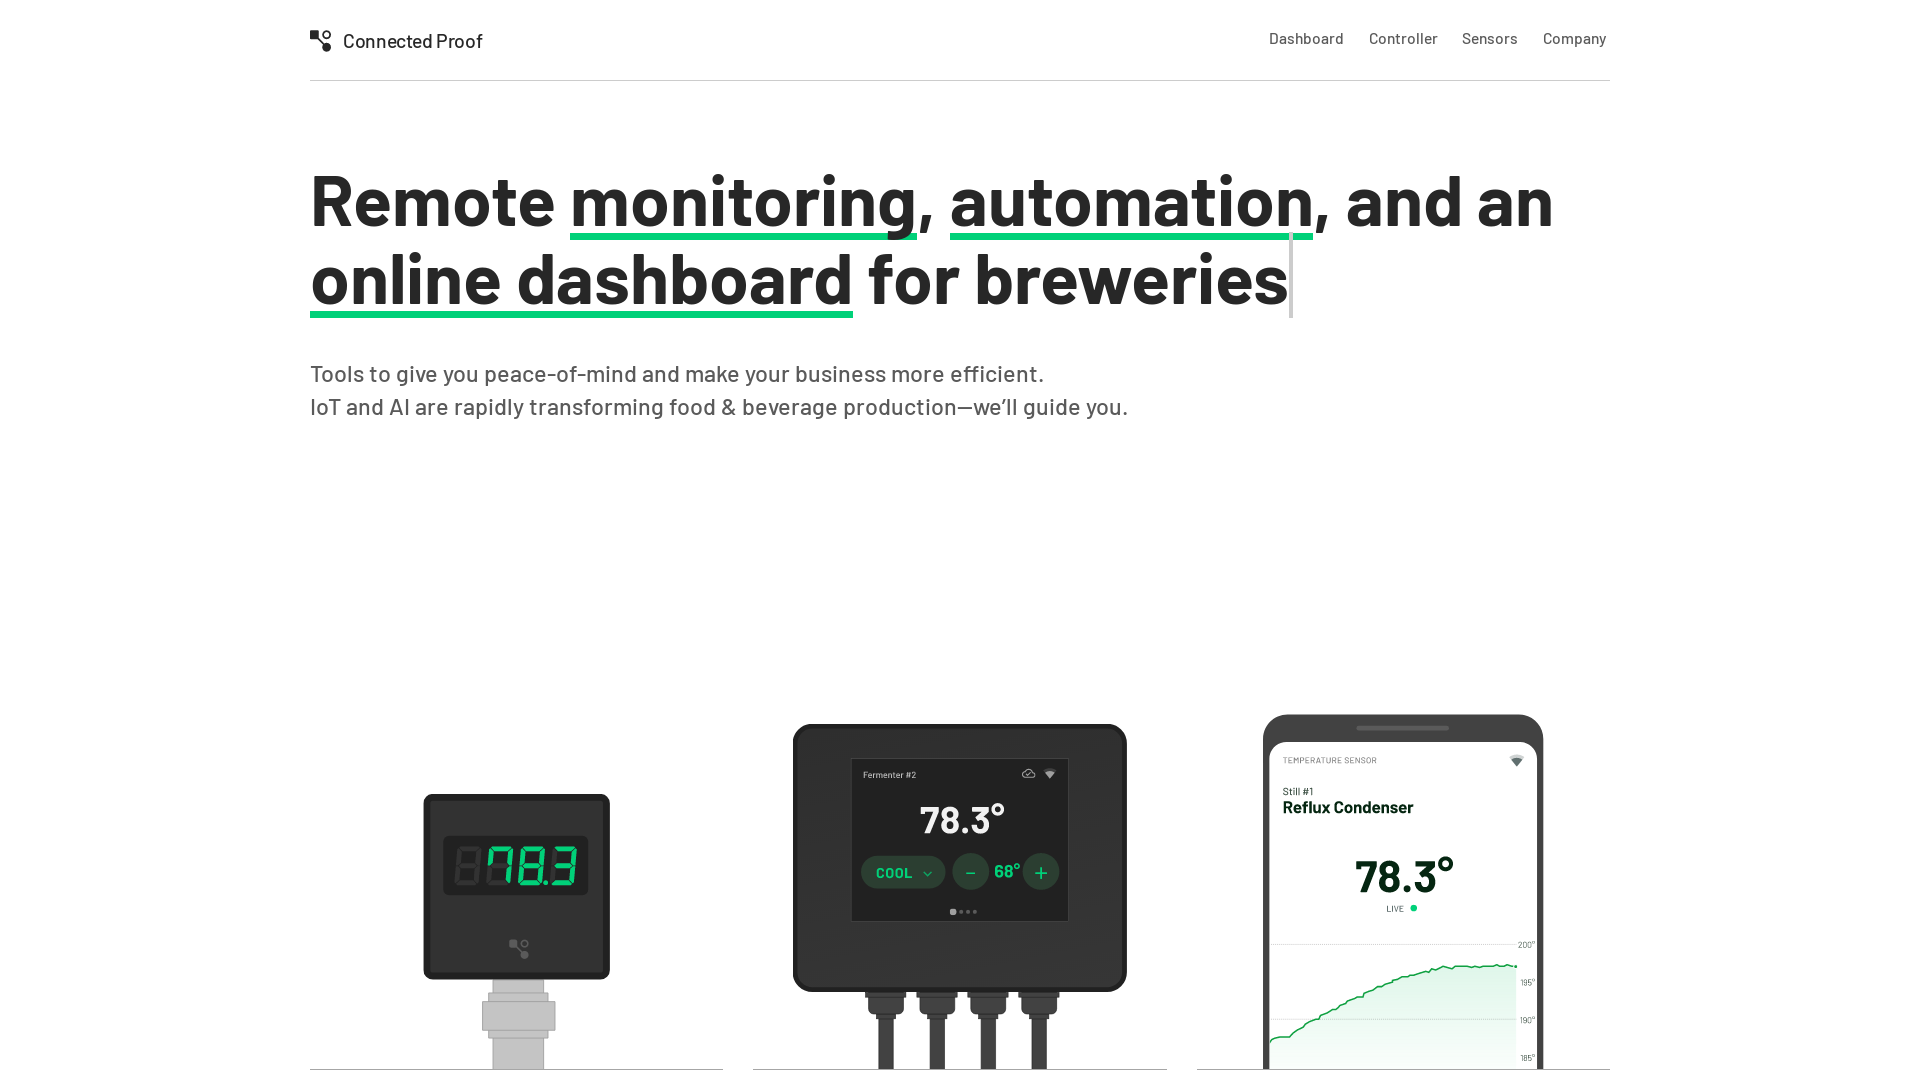 Connected Proof
Dashboard
Controller
Sensors
Company
Remote monitoring, automation, and an
online dashboard for breweries
Tools to give you peace-of-mind and make your business more efficient.
IoT and AI are rapidly transforming food & beverage production—we’ll guide you.
78.3
Fermenter #2
78.3°
COOL
−
68°
+
TEMPERATURE SENSOR
Still #1
Reflux Condenser
78.3°
LIVE
200°
195°
190°
185°